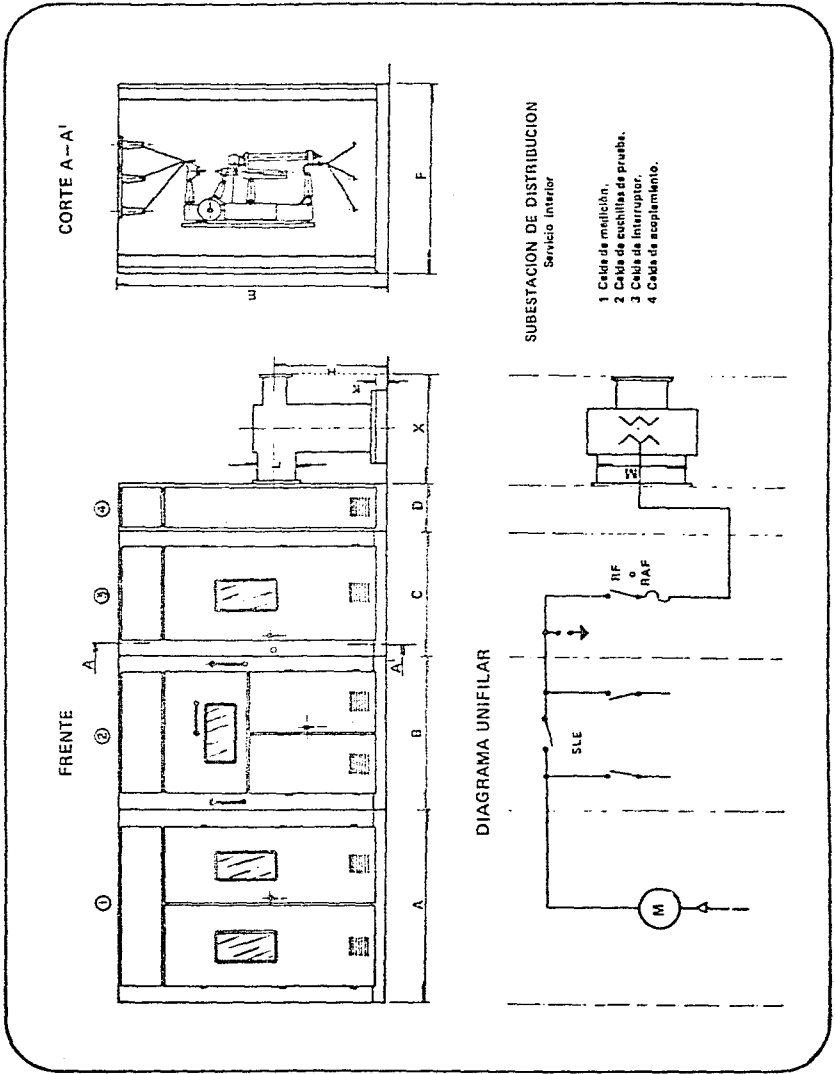 FRENTE
CORTE A–A'
1
2
3
4
A
A'
A
B
C
D
X
L
H
K
E
F
DIAGRAMA UNIFILAR
M
SLE
RF
o
RAF
M
SUBESTACION DE DISTRIBUCION
Servicio Interior
1 Celda de medición.
2 Celda de cuchillas de prueba.
3 Celda de Interruptor.
4 Celda de acoplamiento.